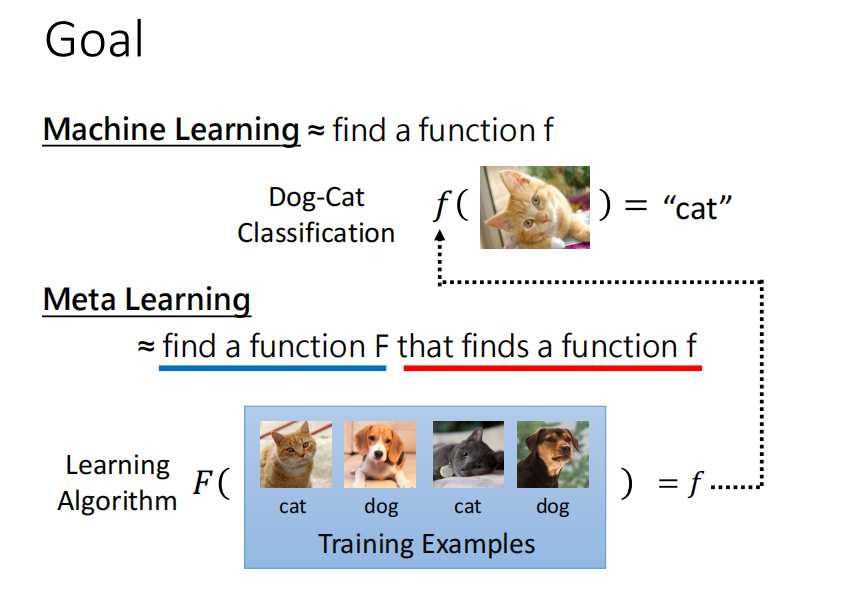 Goal
Machine Learning ≈ find a function f
Dog-Cat
Classification
f( ) = “cat”
Meta Learning
≈ find a function F that finds a function f
Learning
Algorithm
F( ) = f
cat dog cat dog
Training Examples